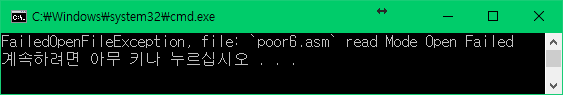 C:₩Windows₩system32₩cmd.exe
FailedOpenFileException, file: `poor6.asm` read Mode Open Failed
계속하려면 아무 키나 누르십시오 . . .